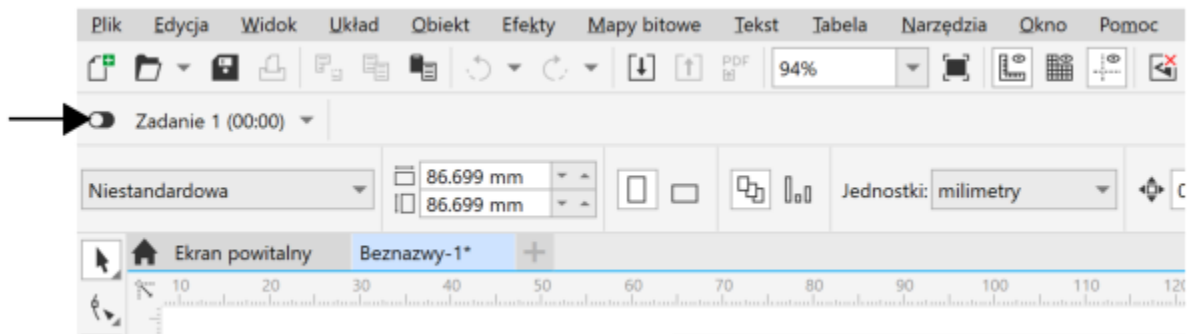 Plik Edycja Widok Układ Obiekt Efekty Mapy bitowe Tekst Tabela Narzędzia Okno Pomoc
PDF 94%
Zadanie 1 (00:00)
Niestandardowa 86.699 mm
86.699 mm
Jednostki: milimetry
Ekran powitalny Beznazwy-1*
10 20 30 40 50 60 70 80 90 100 110 120